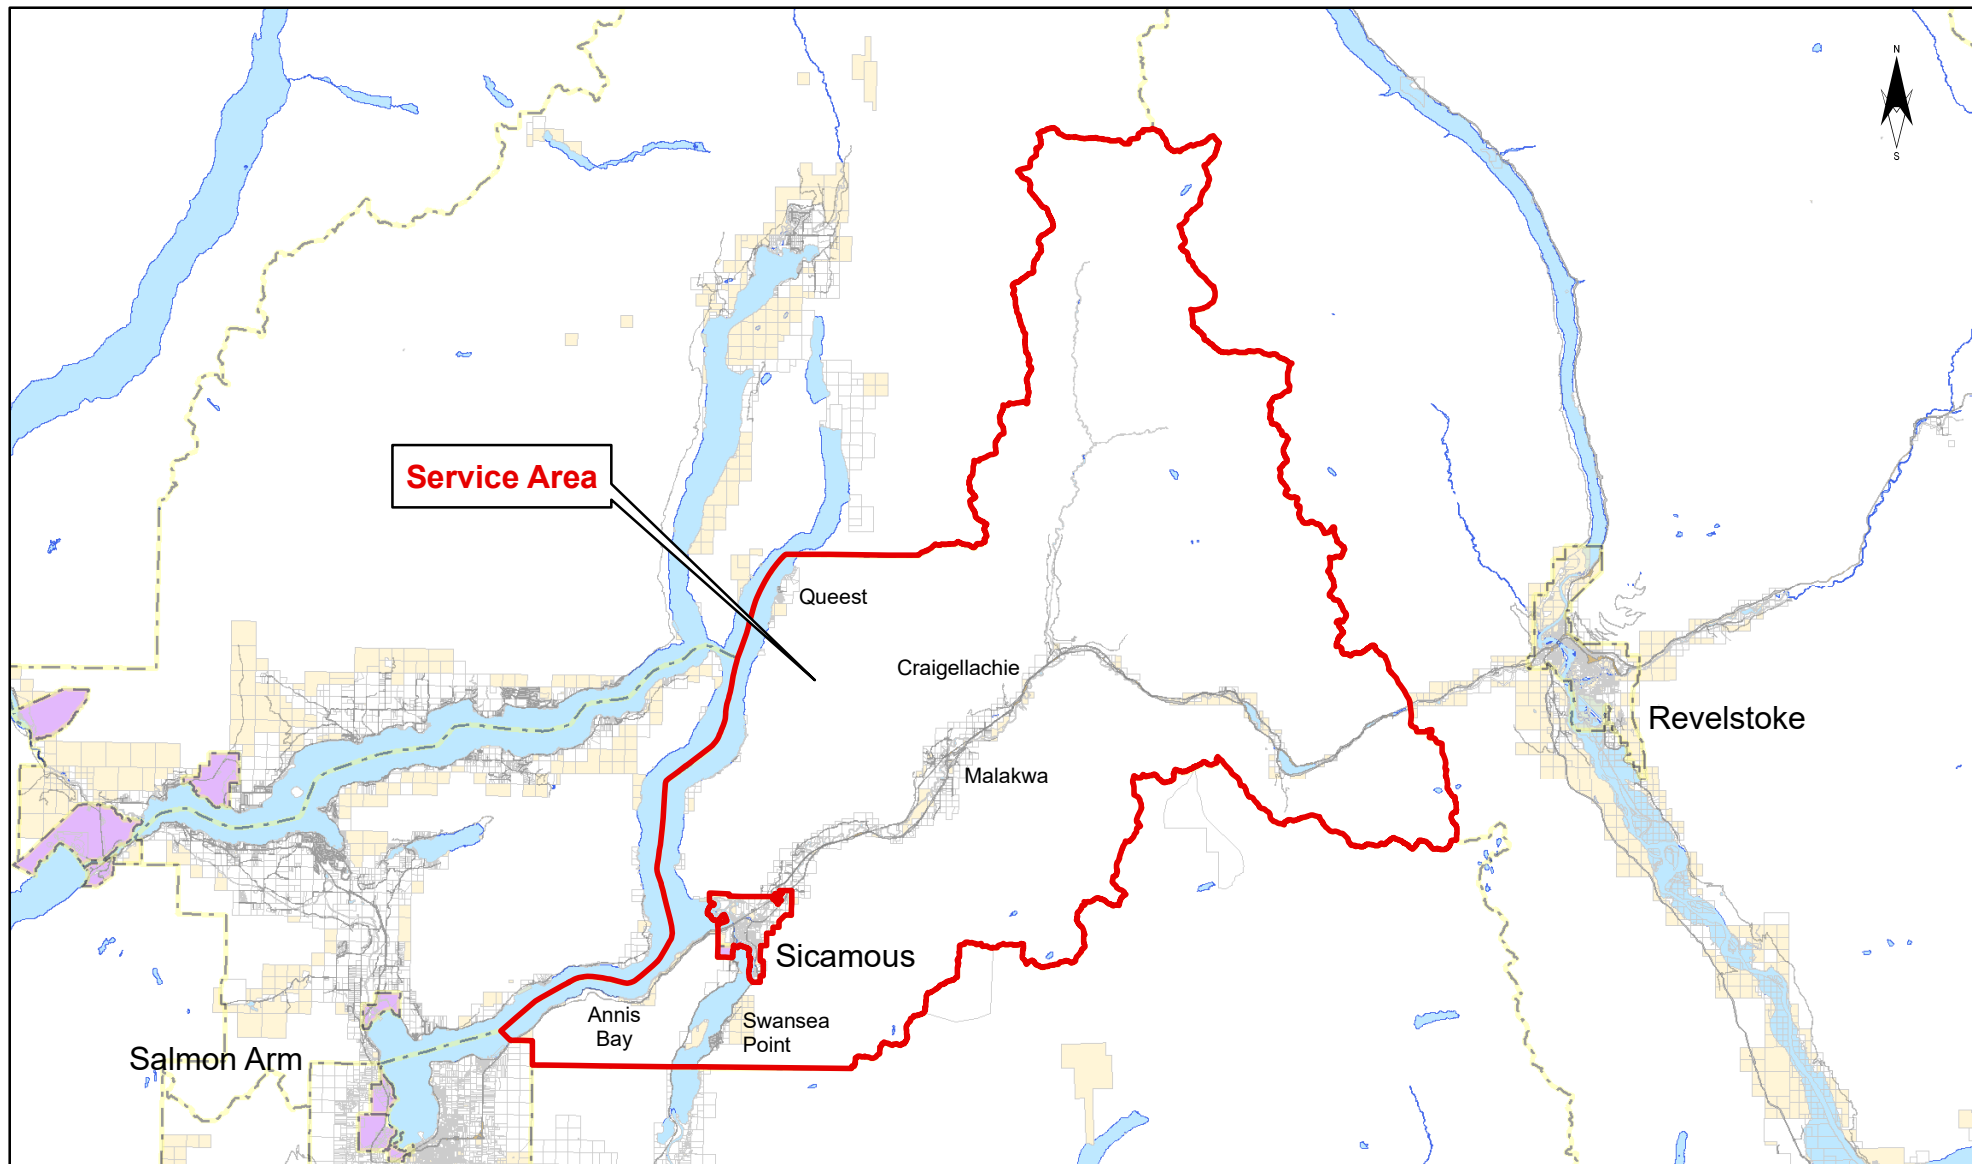 N
S
Service Area
Queest
Craigellachie
Revelstoke
Malakwa
Sicamous
Annis
Bay
Swansea
Point
Salmon Arm